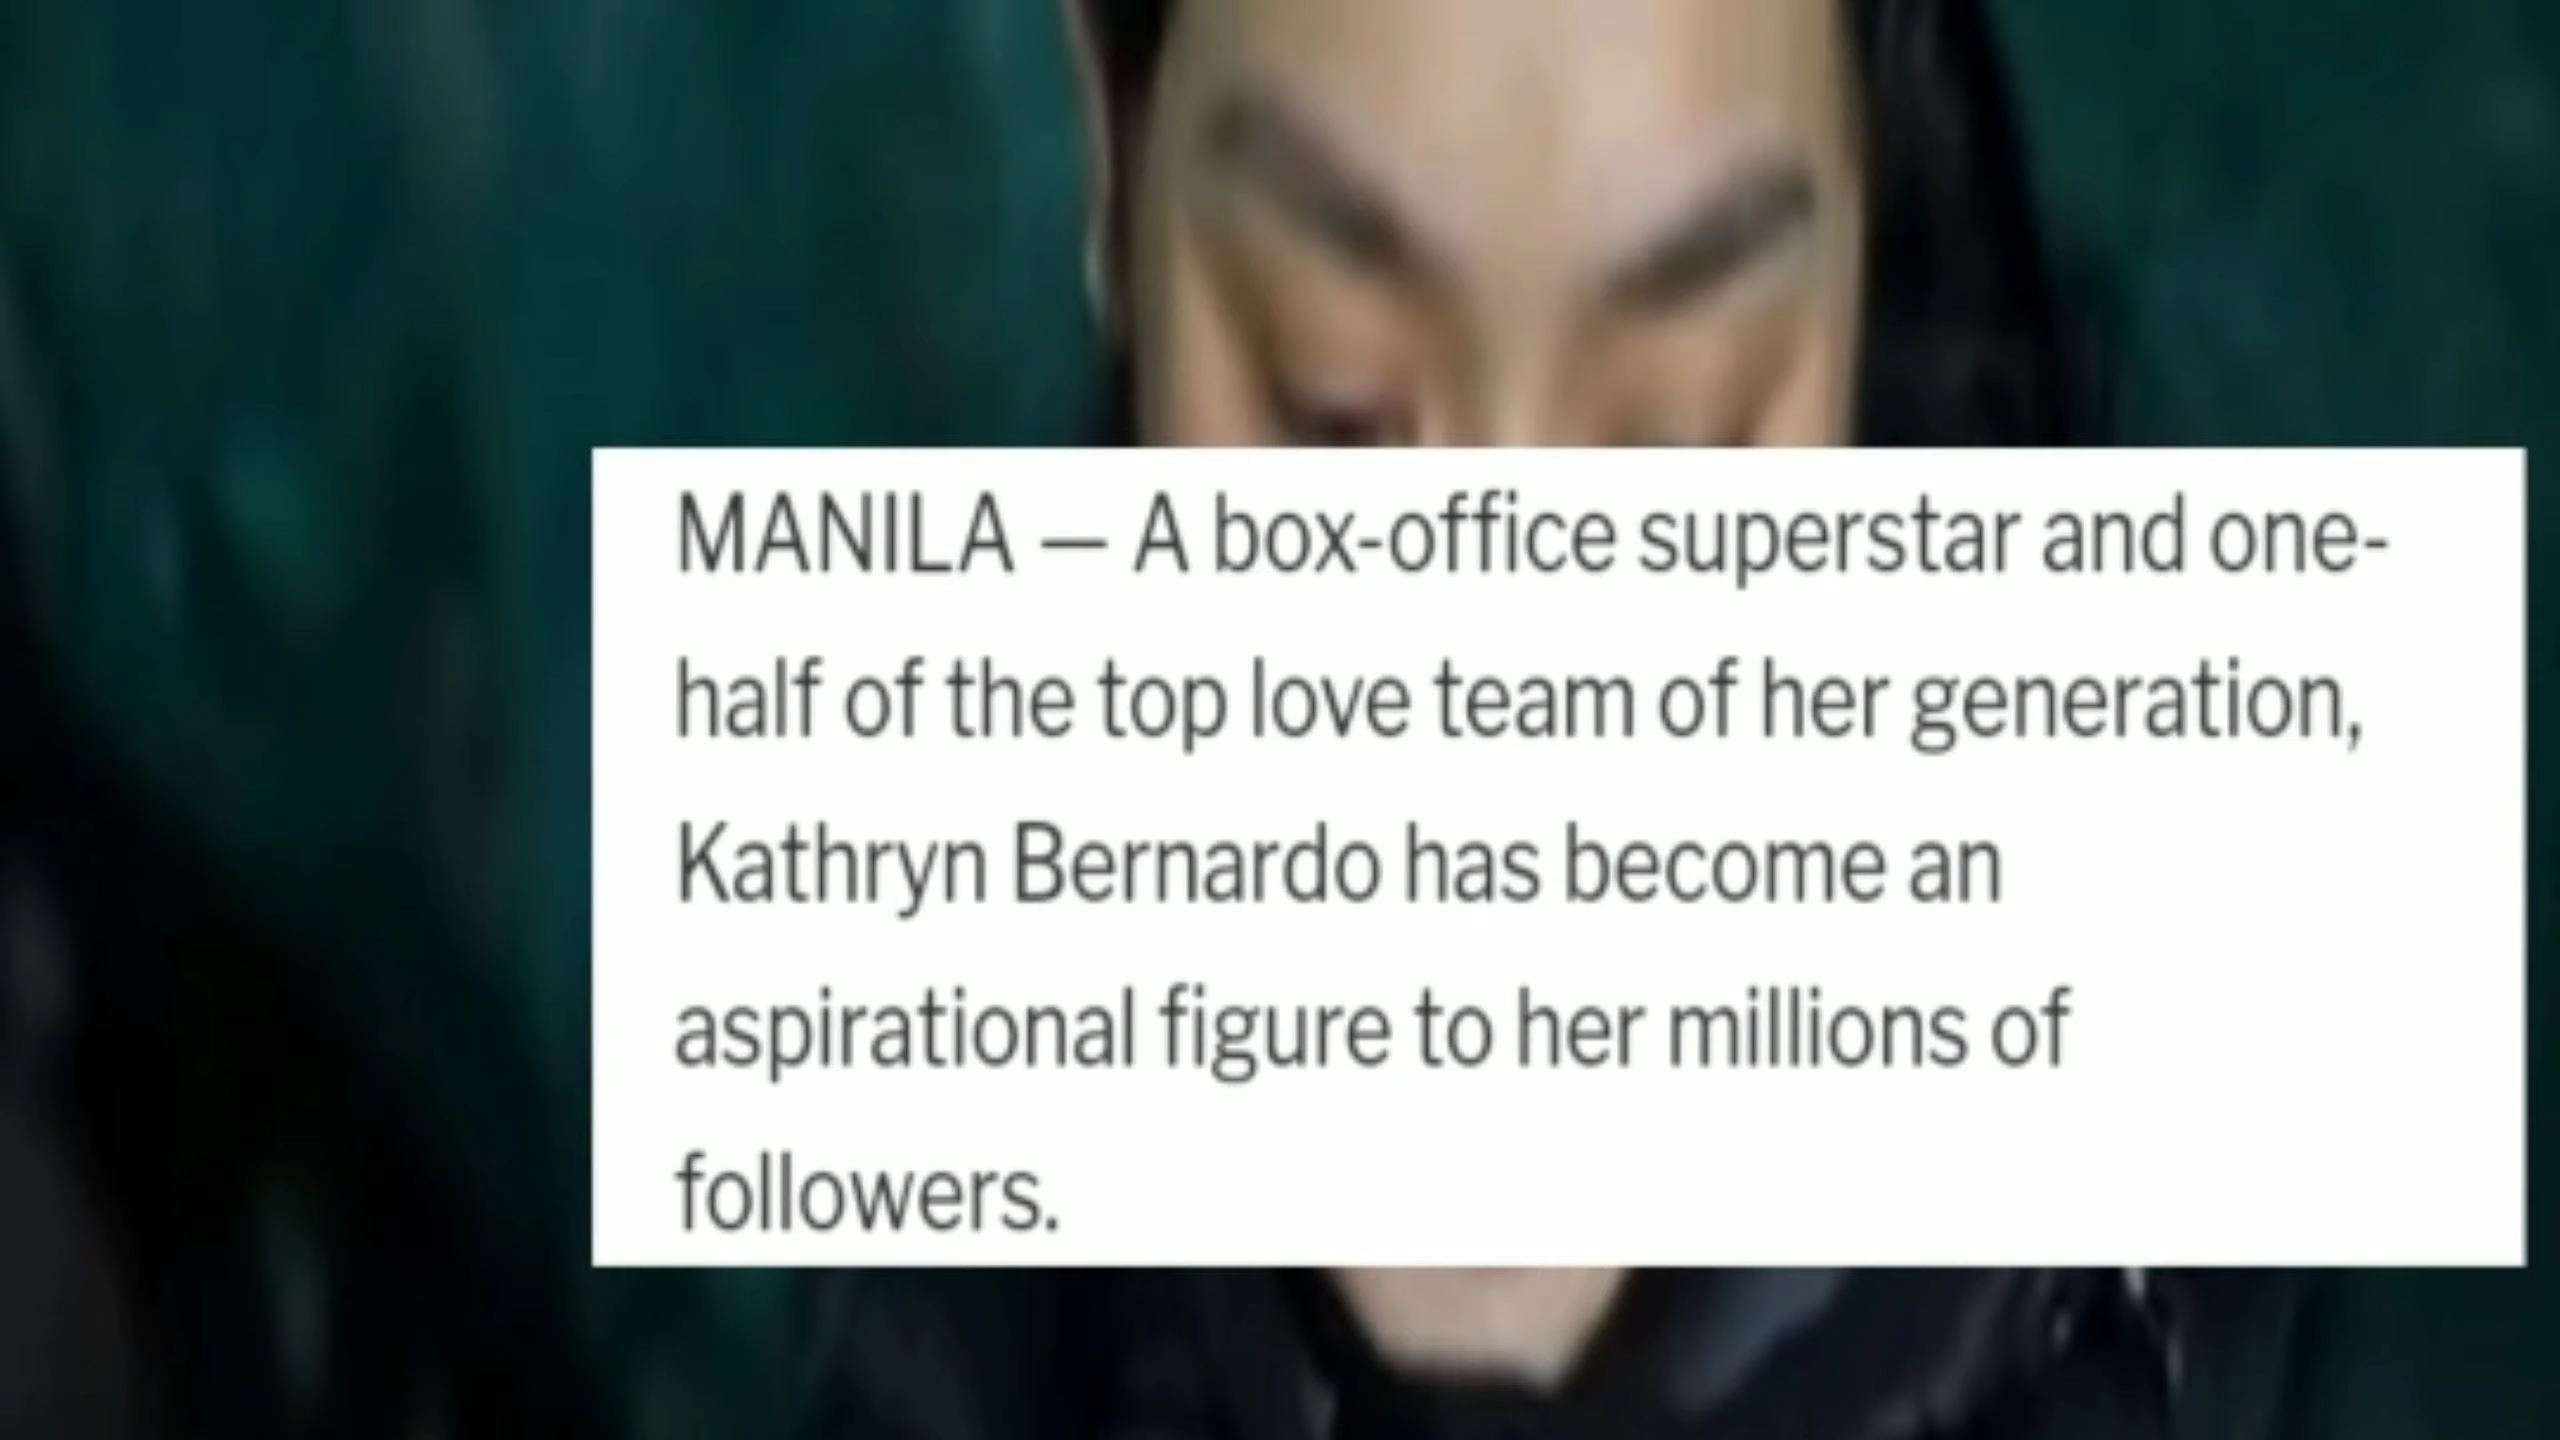 MANILA — A box-office superstar and one-
half of the top love team of her generation,
Kathryn Bernardo has become an
aspirational figure to her millions of
followers.